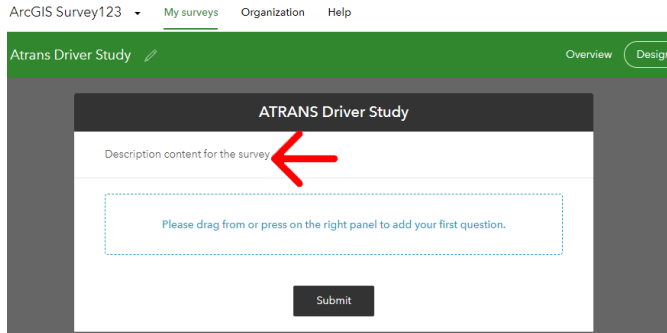 ArcGIS Survey123 My surveys Organization Help
Atrans Driver Study Overview Design
ATRANS Driver Study
Description content for the survey
Please drag from or press on the right panel to add your first question.
Submit